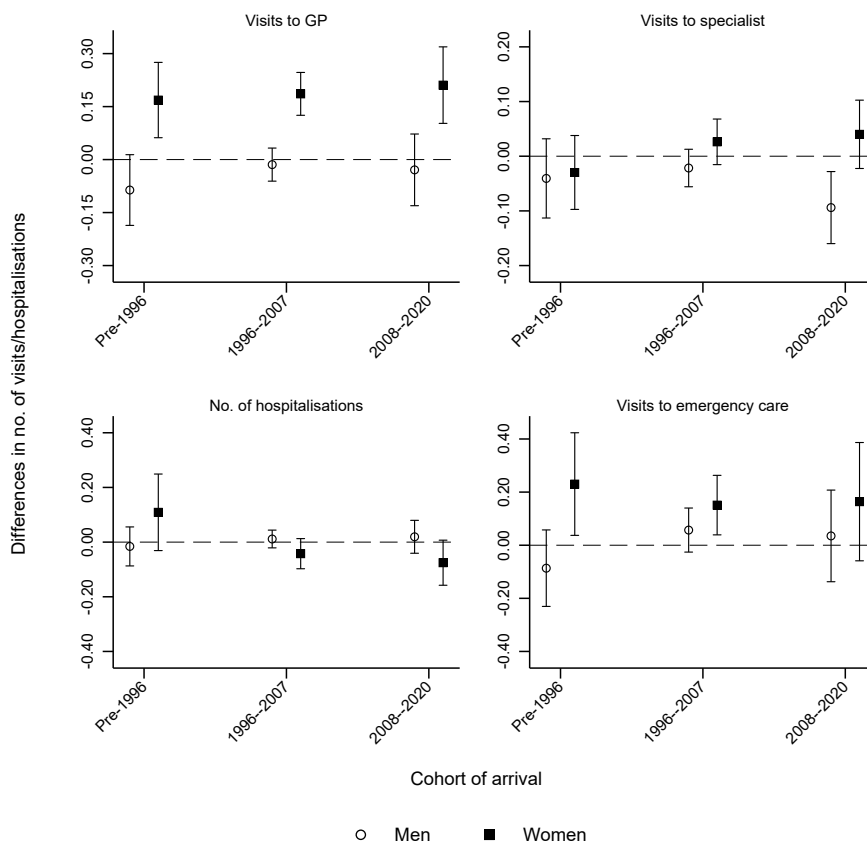 Visits to GP
0.30
0.15
0.00
-0.15
-0.30
Pre-1996
1996--2007
2008--2020
Visits to specialist
0.20
0.10
0.00
-0.10
-0.20
Pre-1996
1996--2007
2008--2020
No. of hospitalisations
0.40
0.20
0.00
-0.20
-0.40
Pre-1996
1996--2007
2008--2020
Visits to emergency care
0.40
0.20
0.00
-0.20
-0.40
Pre-1996
1996--2007
2008--2020
Differences in no. of visits/hospitalisations
Cohort of arrival
Men
Women